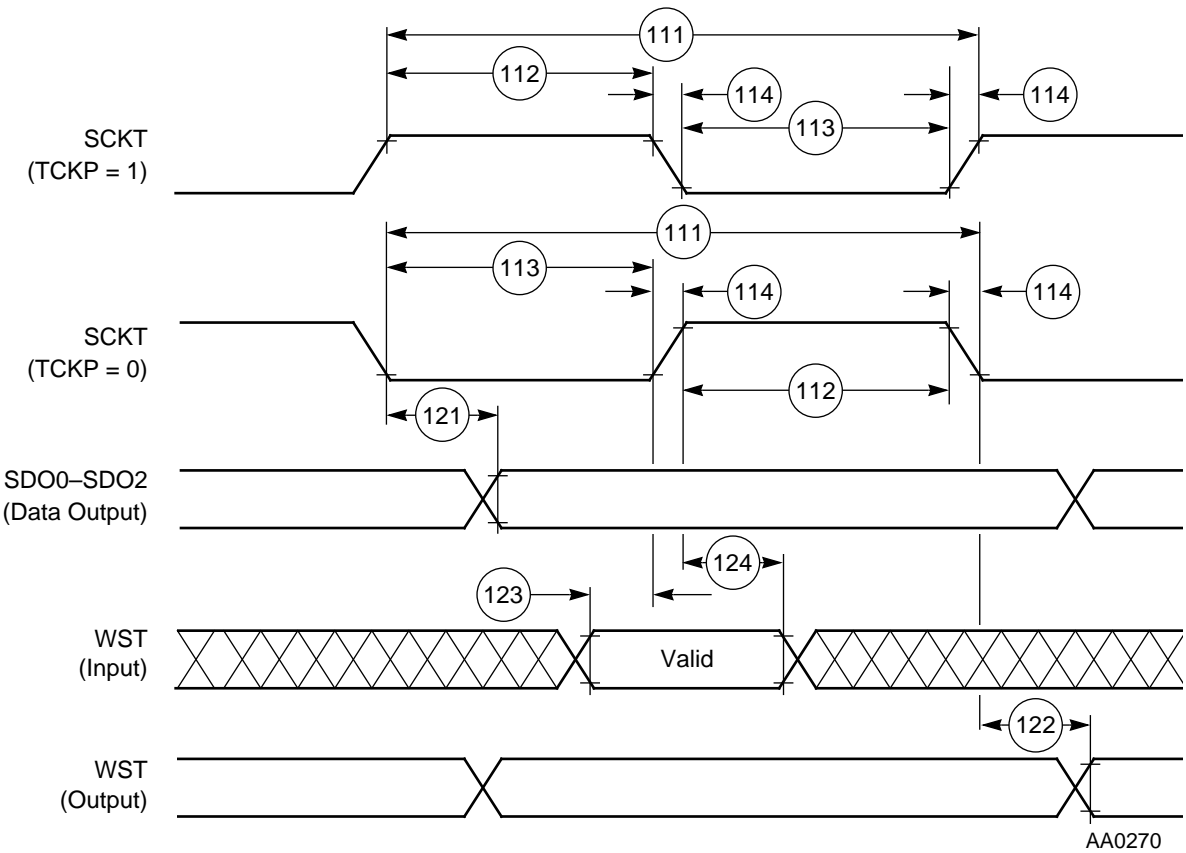 111
112
114
114
113
SCKT
(TCKP = 1)
111
113
114
114
SCKT
(TCKP = 0)
112
121
SDO0–SDO2
(Data Output)
124
123
WST
(Input)
Valid
122
WST
(Output)
AA0270